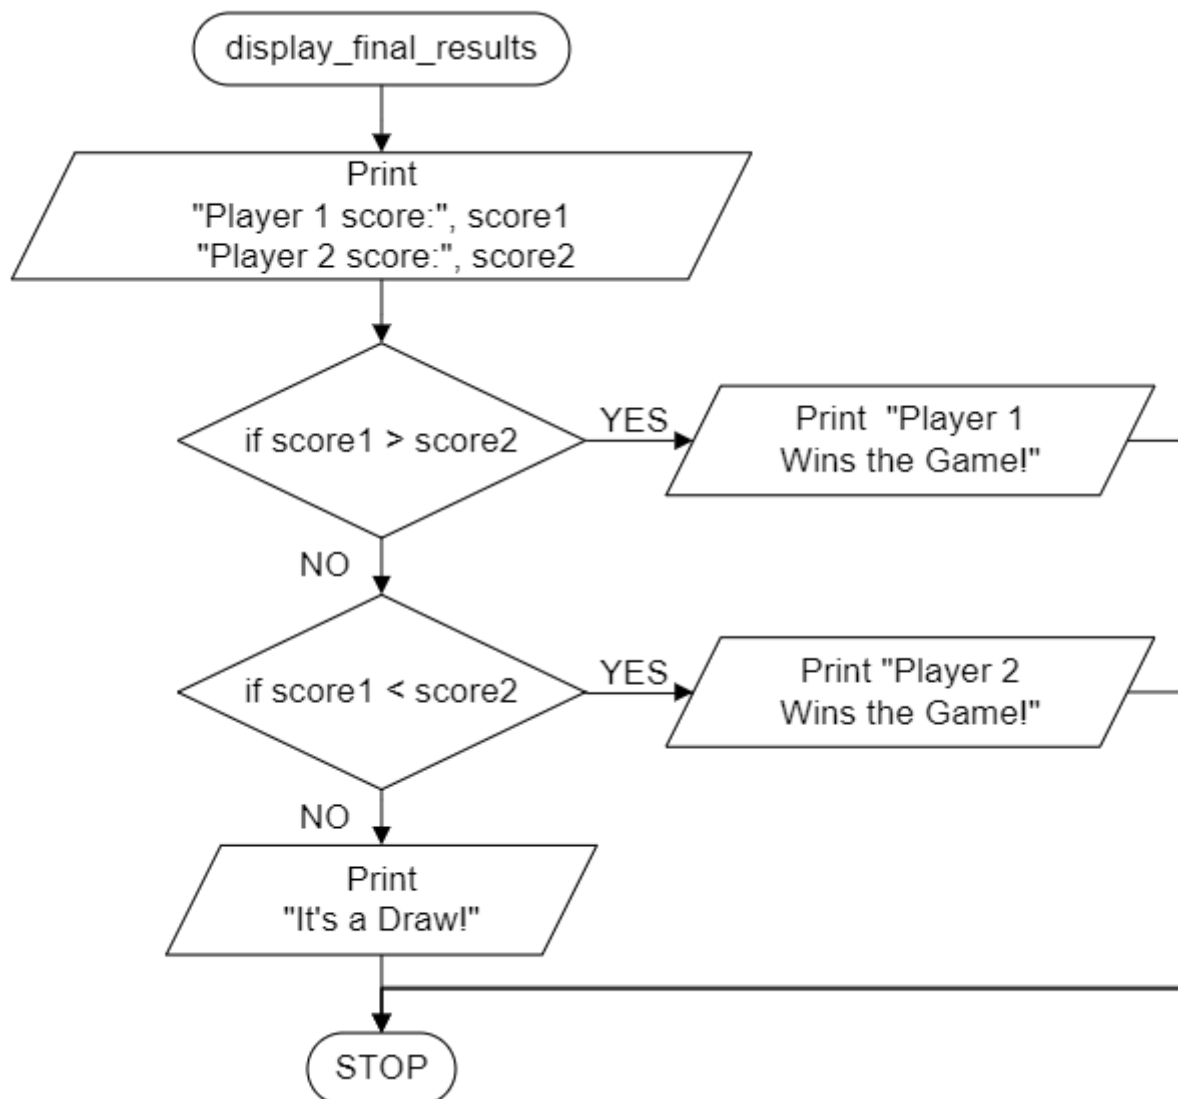 display_final_results
Print
"Player 1 score:", score1
"Player 2 score:", score2
if score1 > score2
YES
Print  "Player 1
Wins the Game!"
NO
if score1 < score2
YES
Print "Player 2
Wins the Game!"
NO
Print
"It's a Draw!"
STOP